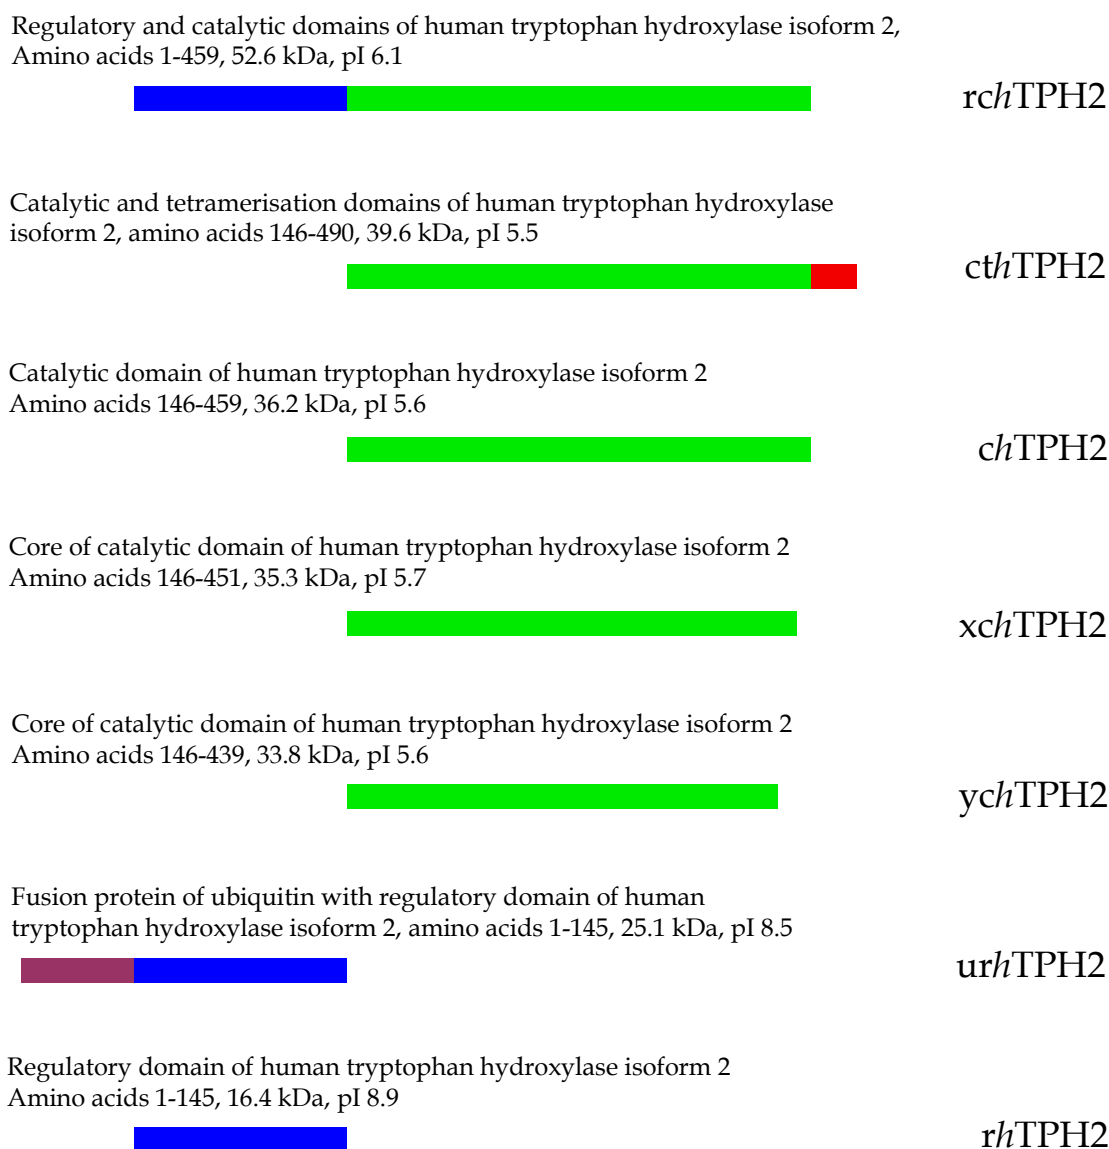 Regulatory and catalytic domains of human tryptophan hydroxylase isoform 2,
Amino acids 1-459, 52.6 kDa, pI 6.1
rchTPH2
Catalytic and tetramerisation domains of human tryptophan hydroxylase
isoform 2, amino acids 146-490, 39.6 kDa, pI 5.5
cthTPH2
Catalytic domain of human tryptophan hydroxylase isoform 2
Amino acids 146-459, 36.2 kDa, pI 5.6
chTPH2
Core of catalytic domain of human tryptophan hydroxylase isoform 2
Amino acids 146-451, 35.3 kDa, pI 5.7
xchTPH2
Core of catalytic domain of human tryptophan hydroxylase isoform 2
Amino acids 146-439, 33.8 kDa, pI 5.6
ychTPH2
Fusion protein of ubiquitin with regulatory domain of human
tryptophan hydroxylase isoform 2, amino acids 1-145, 25.1 kDa, pI 8.5
urhTPH2
Regulatory domain of human tryptophan hydroxylase isoform 2
Amino acids 1-145, 16.4 kDa, pI 8.9
rhTPH2